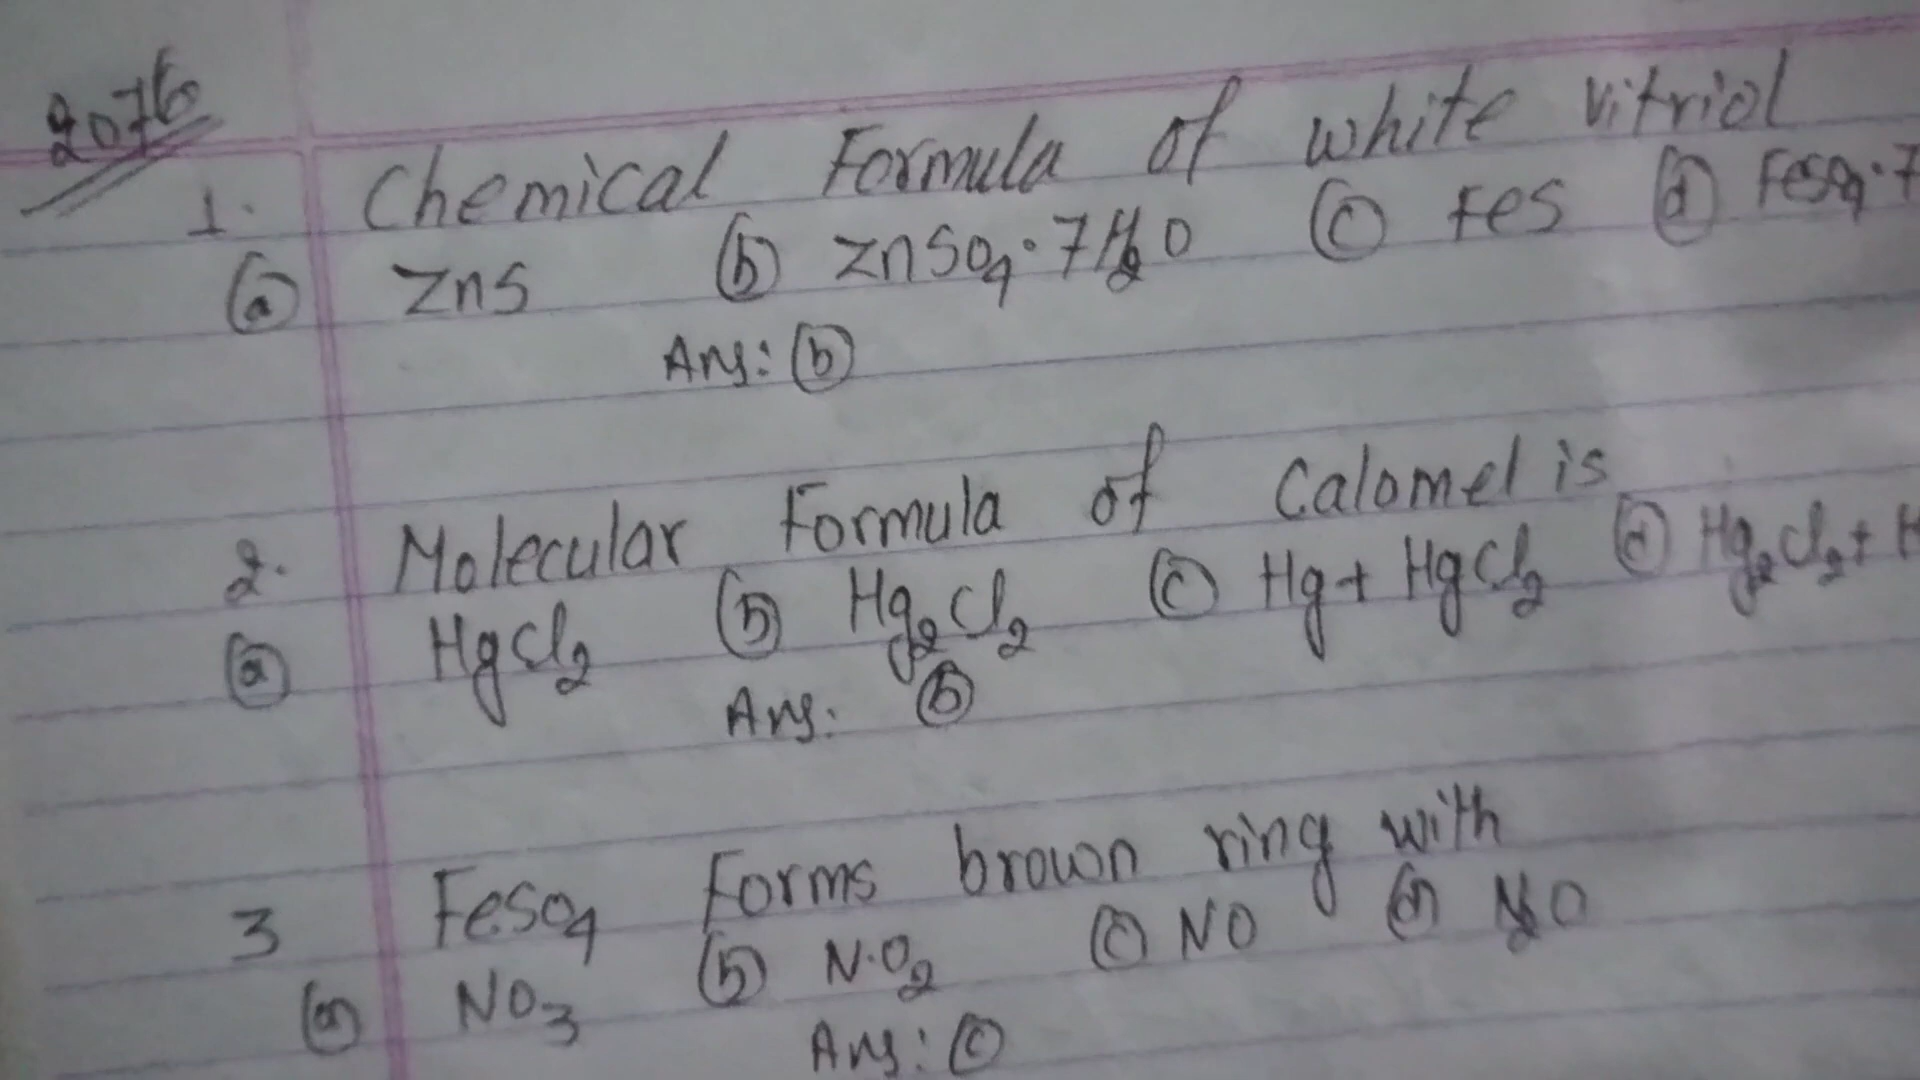 2076
1. Chemical Formula of white vitriol
(a) ZnS (b) ZnSO4·7H2O (c) FeS (d) FeSO4·7
Ans: (b)
2. Molecular Formula of Calomel is
(a) HgCl2 (b) Hg2Cl2 (c) Hg + HgCl2 (d) Hg2Cl2 + H
Ans: (b)
3 FeSO4 Forms brown ring with
(a) NO3 (b) N·O2 (c) NO (d) N2O
Ans: (c)